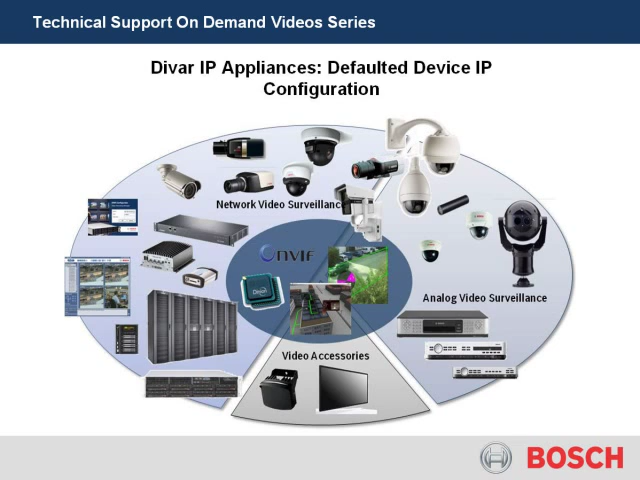 Technical Support On Demand Videos Series
Divar IP Appliances: Defaulted Device IP
Configuration
Network Video Surveillance
ONVIF
Analog Video Surveillance
Video Accessories
BOSCH